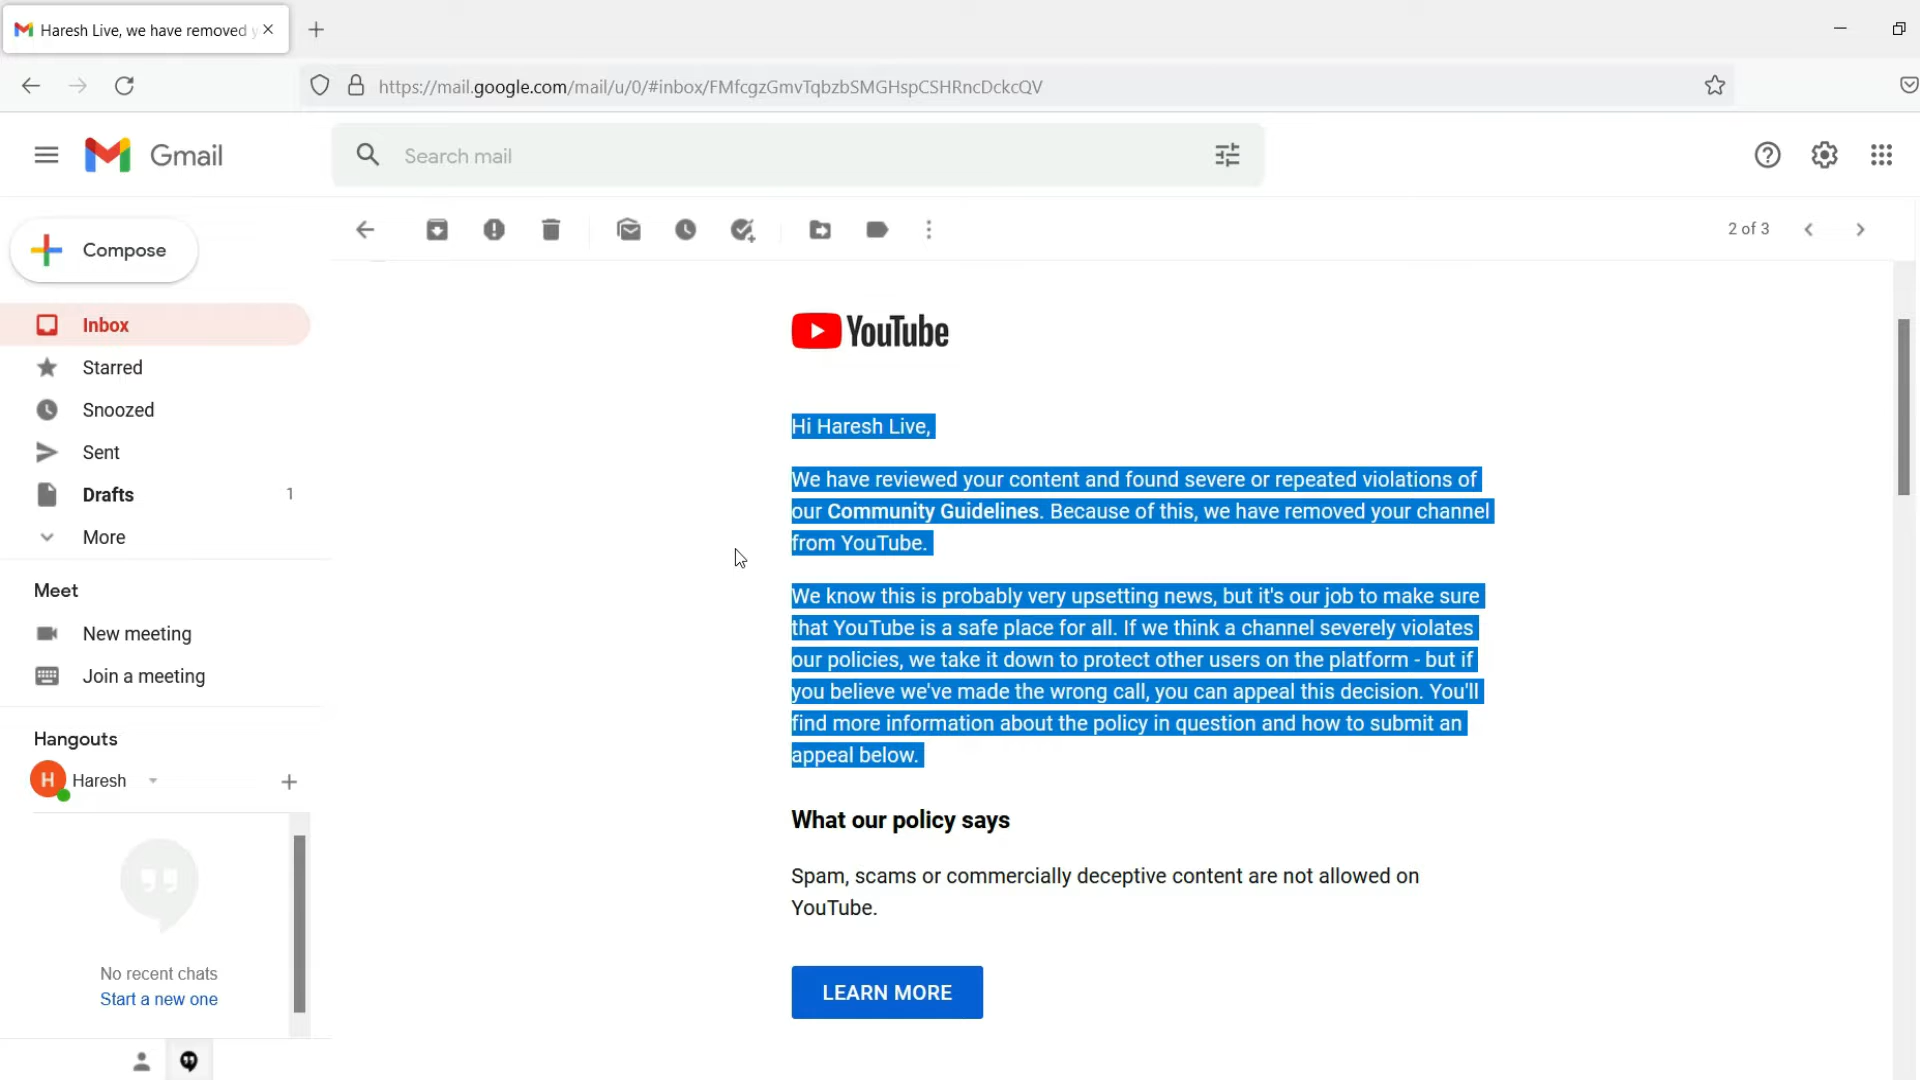 Haresh Live, we have removed y
https://mail.google.com/mail/u/0/#inbox/FMfcgzGmvTqbzbSMGHspCSHRncDckcQV
Gmail
Search mail
Compose
2 of 3
Inbox
Starred
Snoozed
Sent
Drafts 1
More
Meet
New meeting
Join a meeting
Hangouts
H Haresh
No recent chats
Start a new one
YouTube
Hi Haresh Live,
We have reviewed your content and found severe or repeated violations of
our Community Guidelines. Because of this, we have removed your channel
from YouTube.
We know this is probably very upsetting news, but it's our job to make sure
that YouTube is a safe place for all. If we think a channel severely violates
our policies, we take it down to protect other users on the platform - but if
you believe we've made the wrong call, you can appeal this decision. You'll
find more information about the policy in question and how to submit an
appeal below.
What our policy says
Spam, scams or commercially deceptive content are not allowed on
YouTube.
LEARN MORE